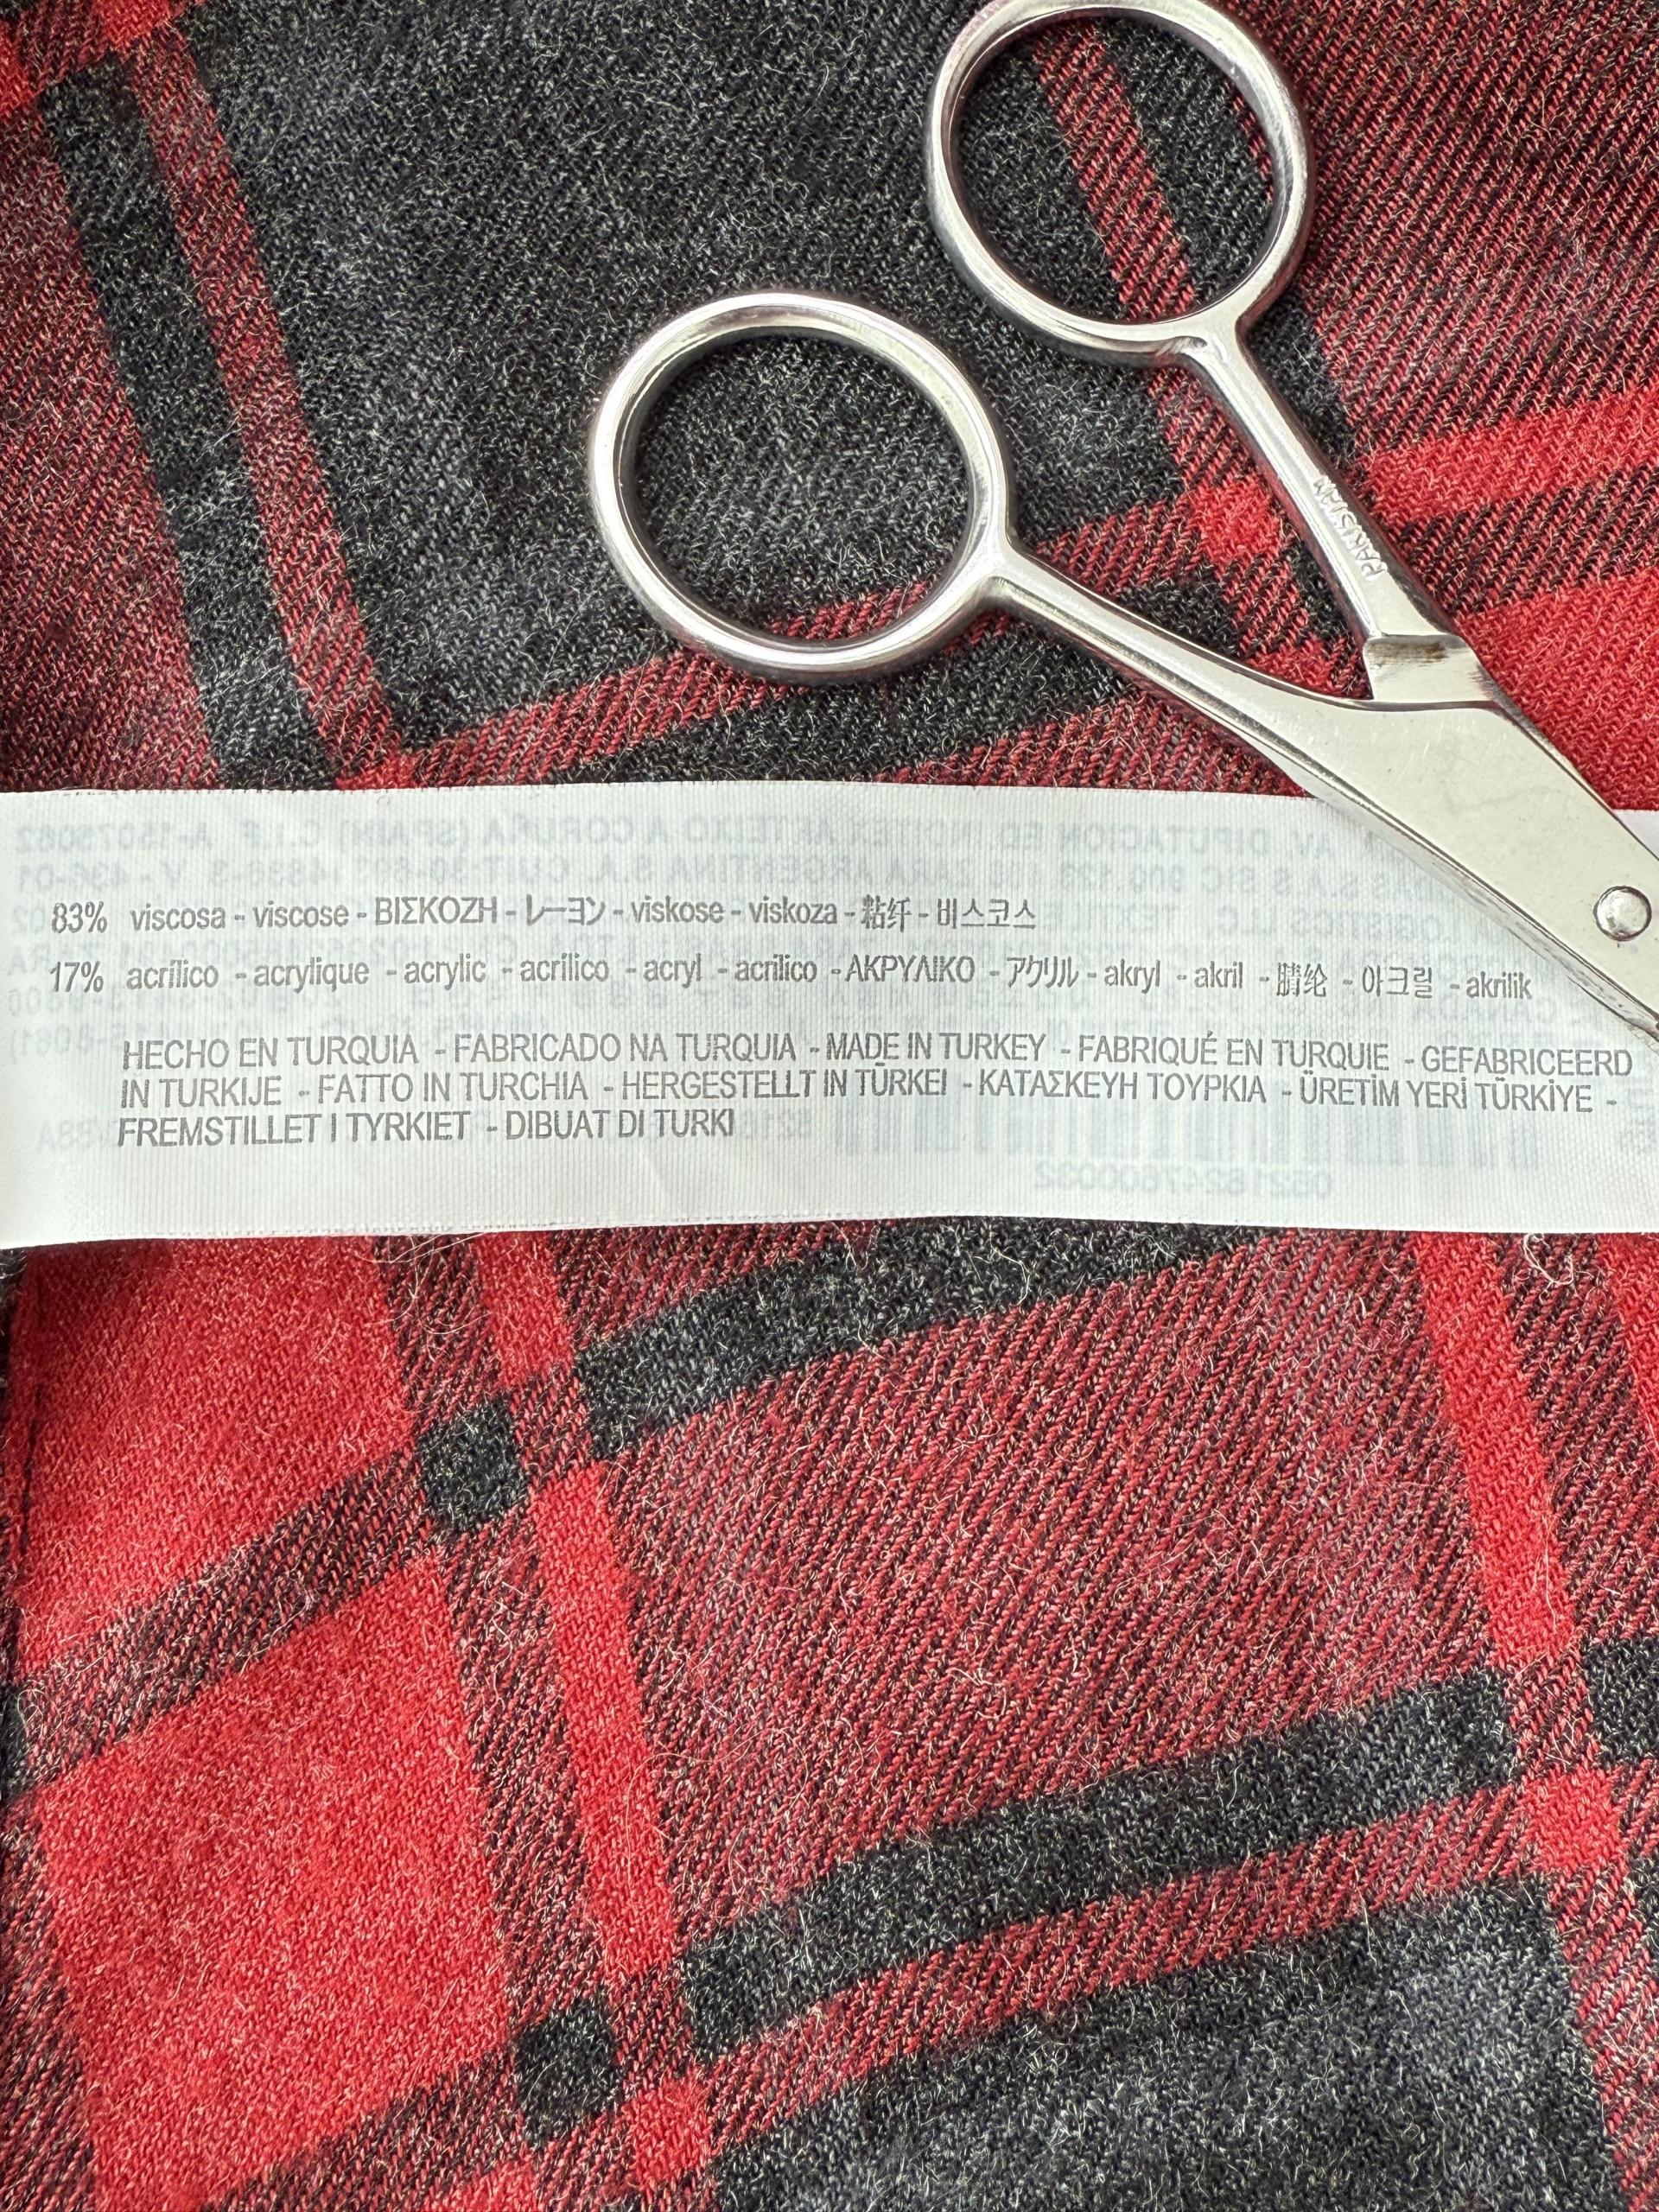 PAKISTAN
83% viscosa - viscose - ΒΙΣΚΟΖΗ - レーヨン - viskose - viskoza - 粘纤 - 비스코스
17% acrílico - acrylique - acrylic - acrílico - acryl - acrilico - ΑΚΡΥΛΙΚΟ - アクリル - akryl - akril - 腈纶 - 아크릴 - akrilik
HECHO EN TURQUIA - FABRICADO NA TURQUIA - MADE IN TURKEY - FABRIQUÉ EN TURQUIE - GEFABRICEERD
IN TURKIJE - FATTO IN TURCHIA - HERGESTELLT IN TÜRKEI - ΚΑΤΑΣΚΕΥΗ ΤΟΥΡΚΙΑ - ÜRETİM YERİ TÜRKİYE -
FREMSTILLET I TYRKIET - DIBUAT DI TURKI